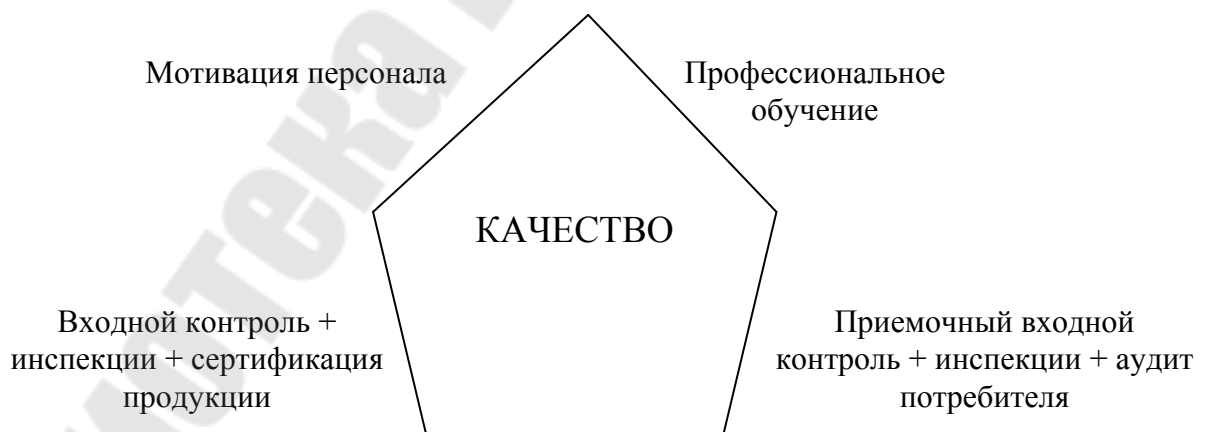 Мотивация персонала
Профессиональное
обучение
КАЧЕСТВО
Входной контроль +
инспекции + сертификация
продукции
Приемочный входной
контроль + инспекции + аудит
потребителя